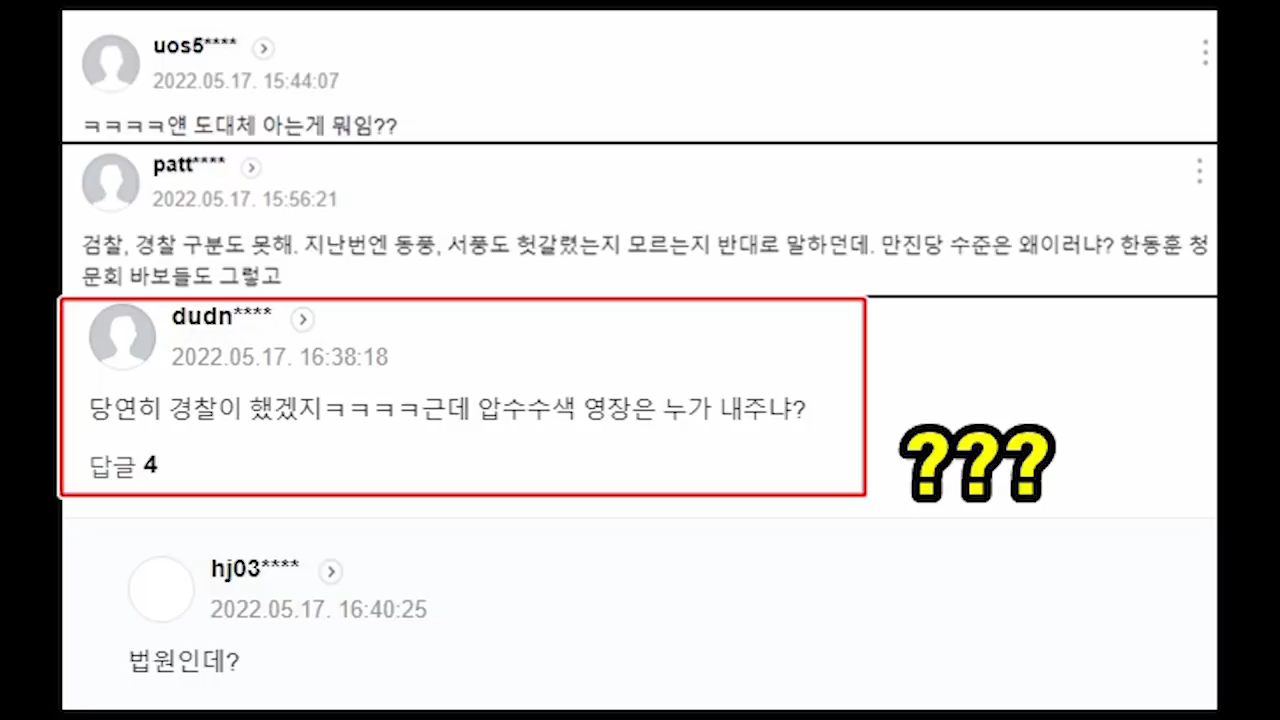 uos5****
2022.05.17. 15:44:07
ㅋㅋㅋㅋ얜 도대체 아는게 뭐임??
patt****
2022.05.17. 15:56:21
검찰, 경찰 구분도 못해. 지난번엔 동풍, 서풍도 헛갈렸는지 모르는지 반대로 말하던데. 만진당 수준은 왜이러냐? 한동훈 청
문회 바보들도 그렇고
dudn****
2022.05.17. 16:38:18
당연히 경찰이 했겠지ㅋㅋㅋㅋ근데 압수수색 영장은 누가 내주냐?
답글 4
???
hj03****
2022.05.17. 16:40:25
법원인데?